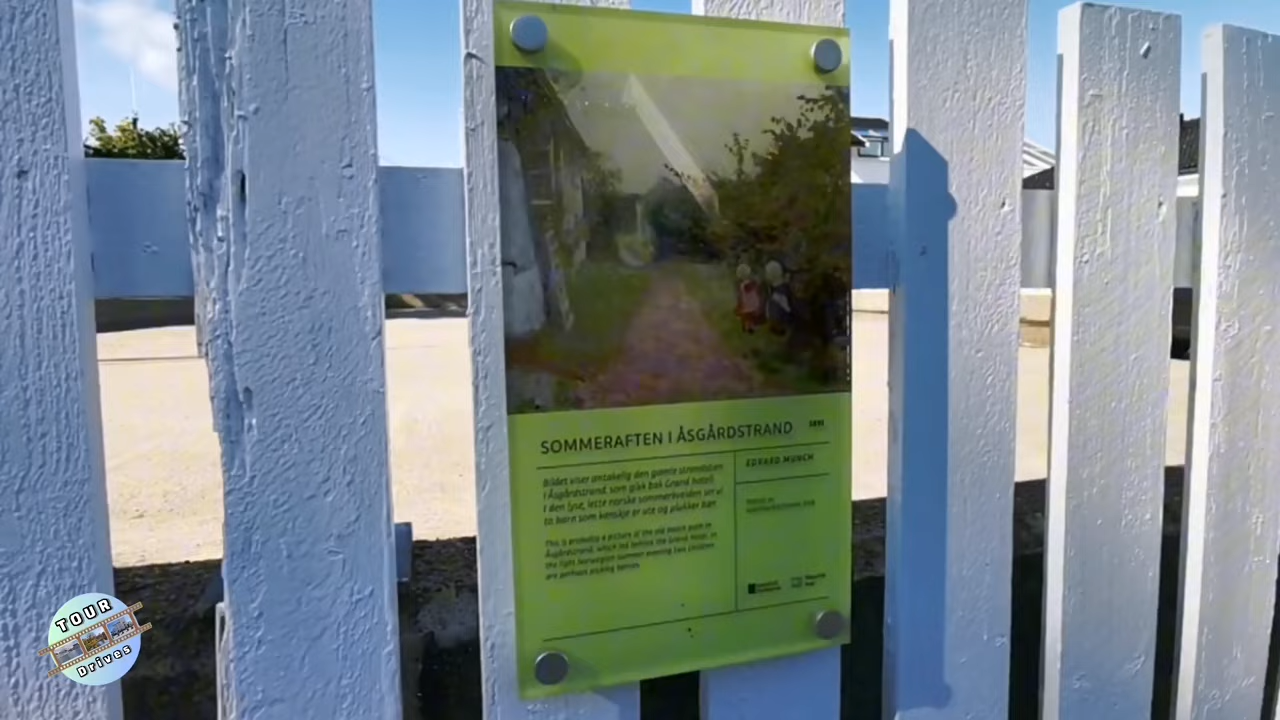 SOMMERAFTEN I ÅSGÅRDSTRAND 1891
Bildet viser antakelig den gamle strandstien
i Åsgårdstrand, som gikk bak Grand hotell.
I den lyse, lette norske sommerkvelden ser vi
to barn som kanskje er ute og plukker bær.
This is probably a picture of the old beach path in
Åsgårdstrand, which led behind the Grand Hotel. In
the light Norwegian summer evening two children
are perhaps picking berries.
EDVARD MUNCH
TOUR
Drives